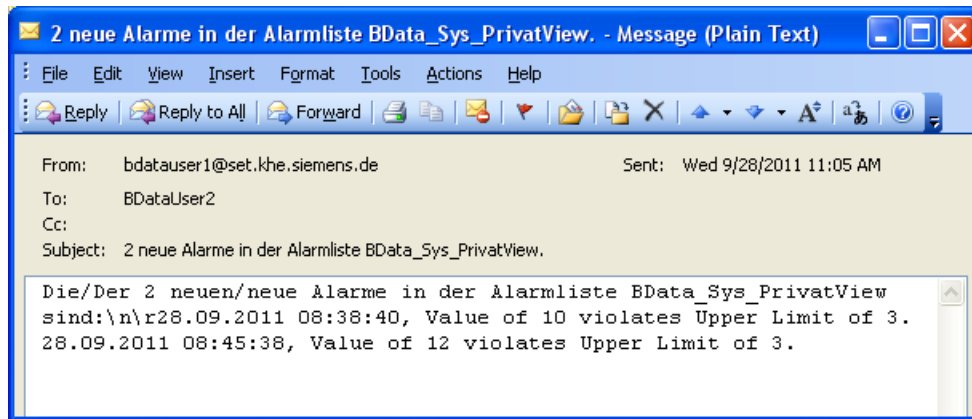 2 neue Alarme in der Alarmliste BData_Sys_PrivatView. - Message (Plain Text)
File Edit View Insert Format Tools Actions Help
Reply Reply to All Forward
From: bdatauser1@set.khe.siemens.de Sent: Wed 9/28/2011 11:05 AM
To: BDataUser2
Cc:
Subject: 2 neue Alarme in der Alarmliste BData_Sys_PrivatView.
Die/Der 2 neuen/neue Alarme in der Alarmliste BData_Sys_PrivatView
sind:\n\r28.09.2011 08:38:40, Value of 10 violates Upper Limit of 3.
28.09.2011 08:45:38, Value of 12 violates Upper Limit of 3.